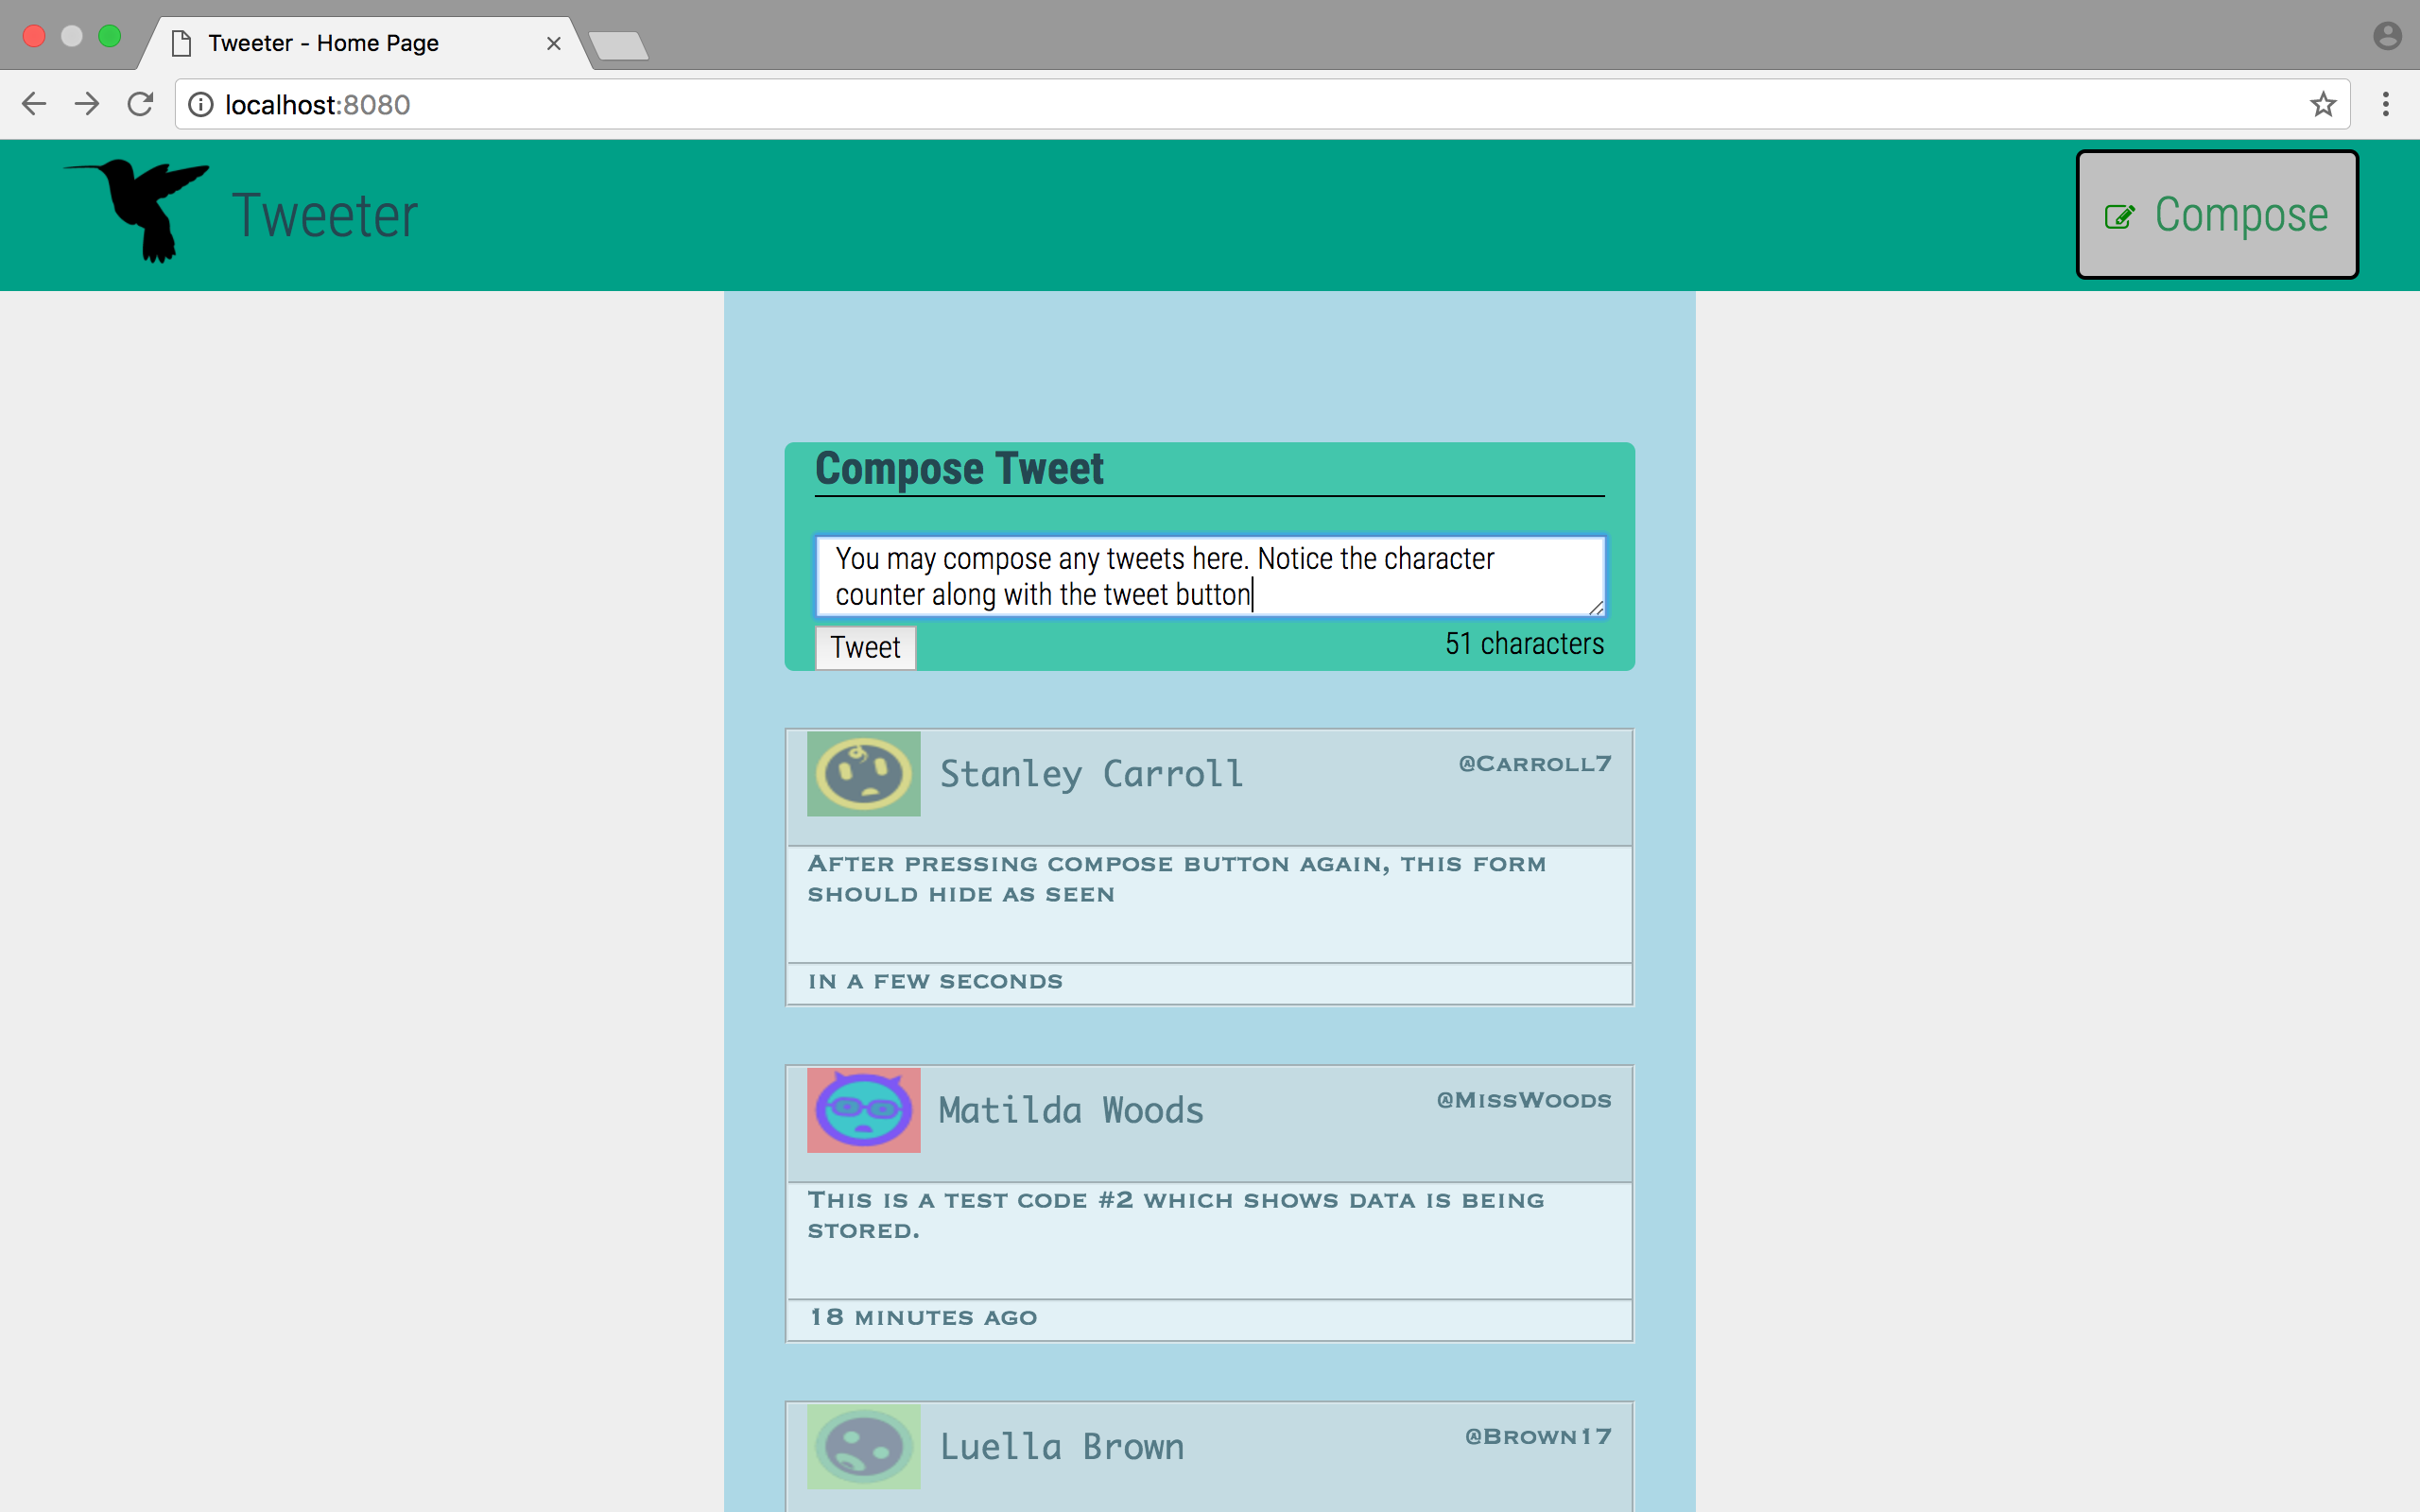 Tweeter - Home Page
localhost:8080
Tweeter
Compose
Compose Tweet
You may compose any tweets here. Notice the character
counter along with the tweet button
Tweet
51 characters
Stanley Carroll
@Carroll7
After pressing compose button again, this form
should hide as seen
in a few seconds
Matilda Woods
@MissWoods
This is a test code #2 which shows data is being
stored.
18 minutes ago
Luella Brown
@Brown17